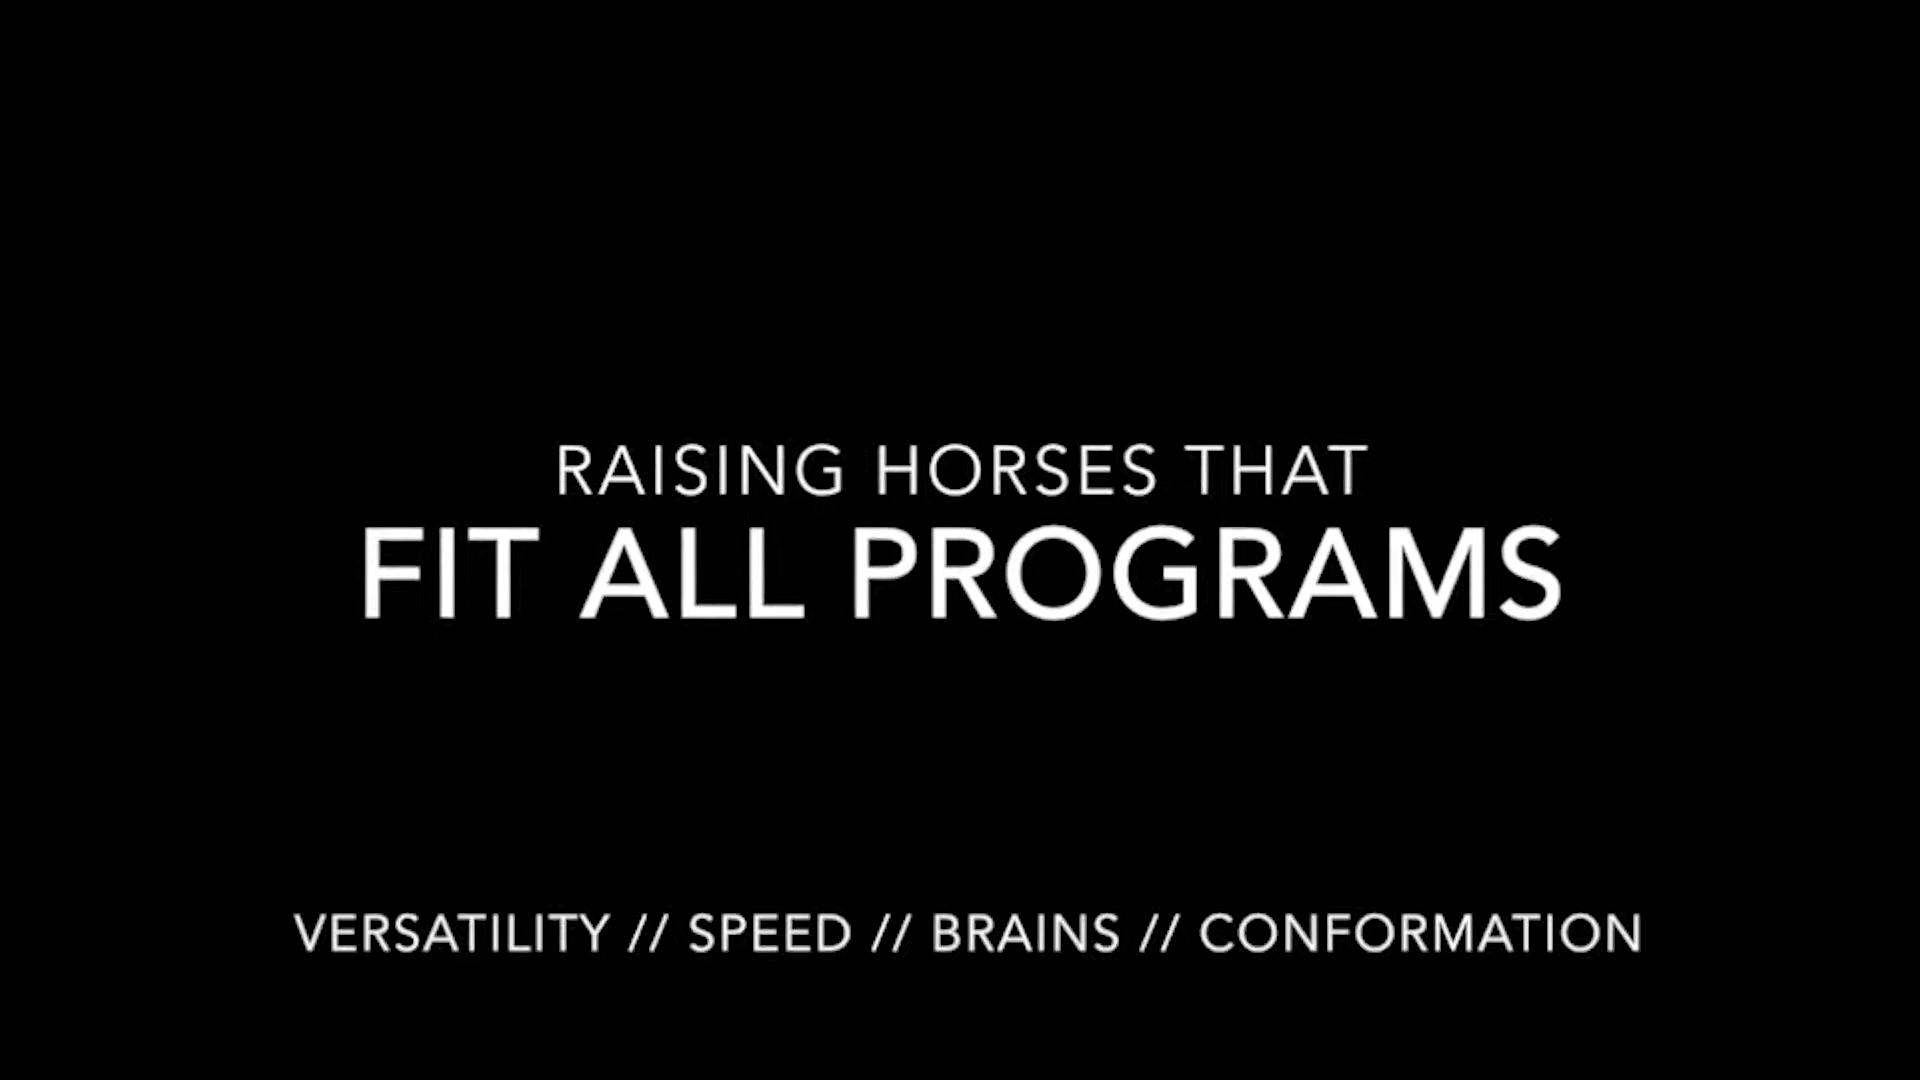 RAISING HORSES THAT
FIT ALL PROGRAMS
VERSATILITY // SPEED // BRAINS // CONFORMATION